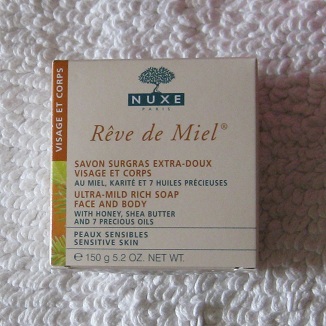 NUXE
PARIS
Rêve de Miel®
SAVON SURGRAS EXTRA-DOUX
VISAGE ET CORPS
AU MIEL, KARITÉ ET 7 HUILES PRÉCIEUSES
ULTRA-MILD RICH SOAP
FACE AND BODY
WITH HONEY, SHEA BUTTER
AND 7 PRECIOUS OILS
PEAUX SENSIBLES
SENSITIVE SKIN
e 150 g 5.2 OZ. NET WT.
VISAGE ET CORPS